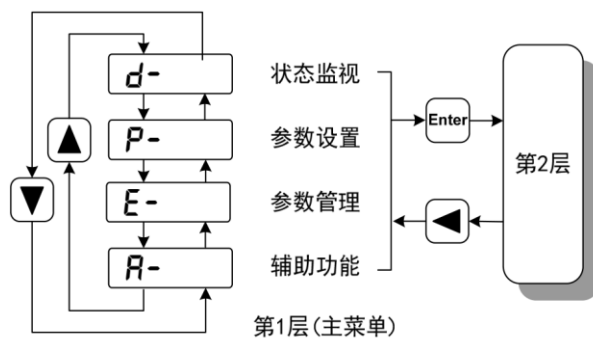 d- 状态监视
P- 参数设置
E- 参数管理
A- 辅助功能
Enter
第2层
第1层(主菜单)